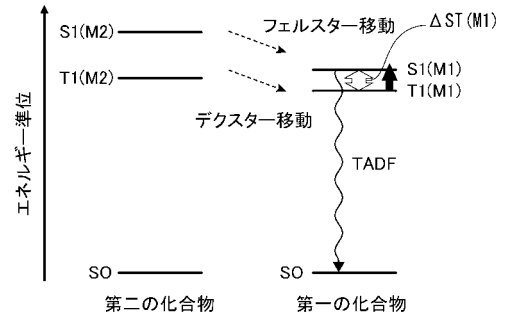 フェルスター移動
ΔST(M1)
S1(M2)
S1(M1)
T1(M2)
T1(M1)
デクスター移動
エネルギー準位
TADF
SO
SO
第二の化合物
第一の化合物